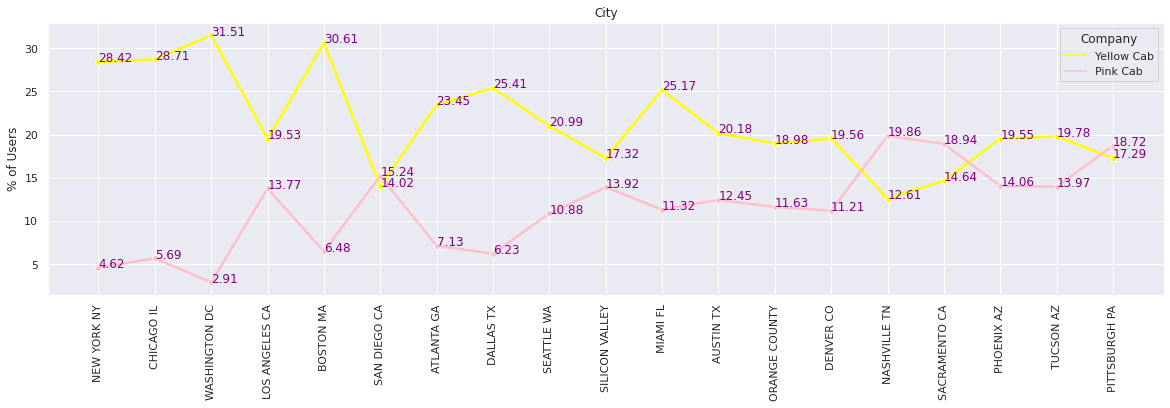 City
Company
Yellow Cab
Pink Cab
% of Users
30
25
20
15
10
5
28.42
28.71
31.51
19.53
30.61
14.02
23.45
25.41
20.99
17.32
25.17
20.18
18.98
19.56
12.61
14.64
19.55
19.78
17.29
4.62
5.69
2.91
13.77
6.48
15.24
7.13
6.23
10.88
13.92
11.32
12.45
11.63
11.21
19.86
18.94
14.06
13.97
18.72
NEW YORK NY
CHICAGO IL
WASHINGTON DC
LOS ANGELES CA
BOSTON MA
SAN DIEGO CA
ATLANTA GA
DALLAS TX
SEATTLE WA
SILICON VALLEY
MIAMI FL
AUSTIN TX
ORANGE COUNTY
DENVER CO
NASHVILLE TN
SACRAMENTO CA
PHOENIX AZ
TUCSON AZ
PITTSBURGH PA